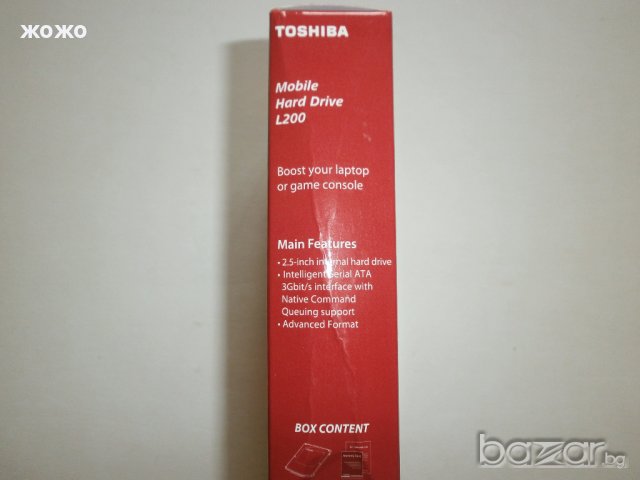 жожо
TOSHIBA
Mobile
Hard Drive
L200
Boost your laptop
or game console
Main Features
• 2.5-inch internal hard drive
• Intelligent Serial ATA
3Gbit/s interface with
Native Command
Queuing support
• Advanced Format
BOX CONTENT
bazar.bg